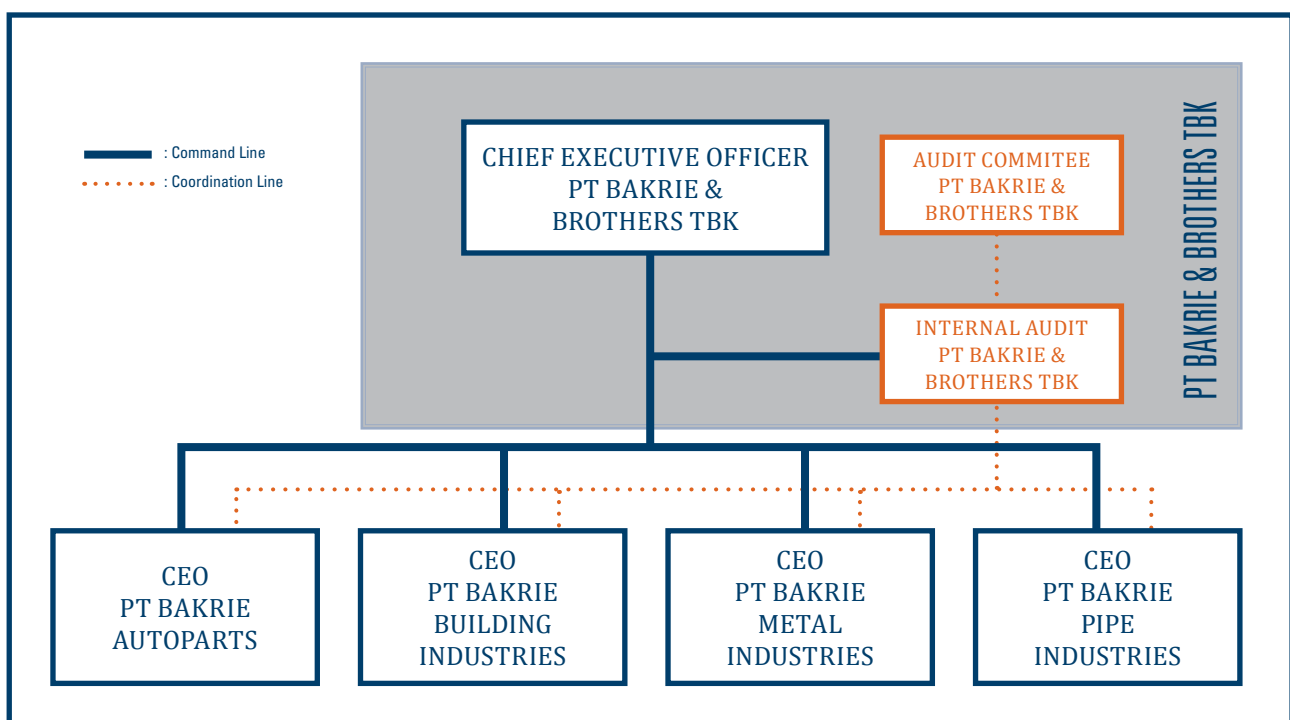 : Command Line
: Coordination Line
CHIEF EXECUTIVE OFFICER
PT BAKRIE &
BROTHERS TBK
AUDIT COMMITEE
PT BAKRIE &
BROTHERS TBK
INTERNAL AUDIT
PT BAKRIE &
BROTHERS TBK
PT BAKRIE & BROTHERS TBK
CEO
PT BAKRIE
AUTOPARTS
CEO
PT BAKRIE
BUILDING
INDUSTRIES
CEO
PT BAKRIE
METAL
INDUSTRIES
CEO
PT BAKRIE
PIPE
INDUSTRIES